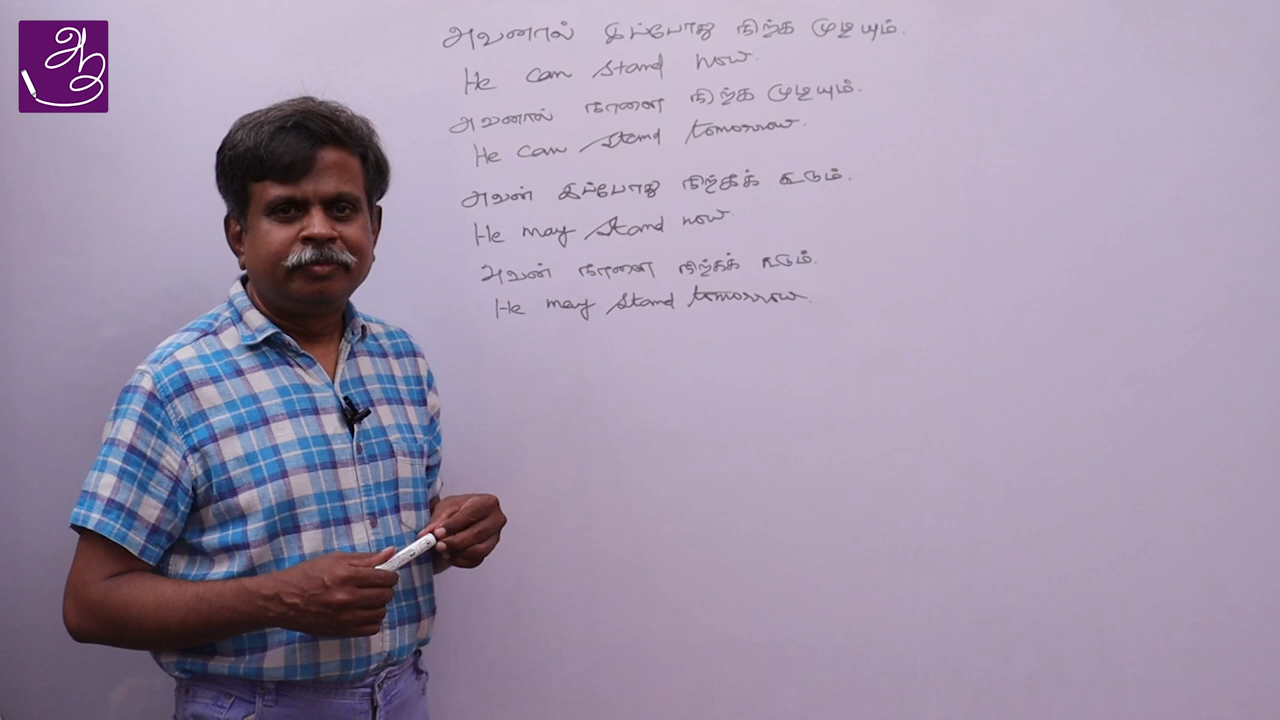 அவனால் இப்போது நிற்க முடியும்.
He can stand now.
அவனால் நாளை நிற்க முடியும்.
He can stand tomorrow.
அவன் இப்போது நிற்கக் கூடும்.
He may stand now
அவன் நாளை நிற்கக் கூடும்.
He may stand tomorrow.